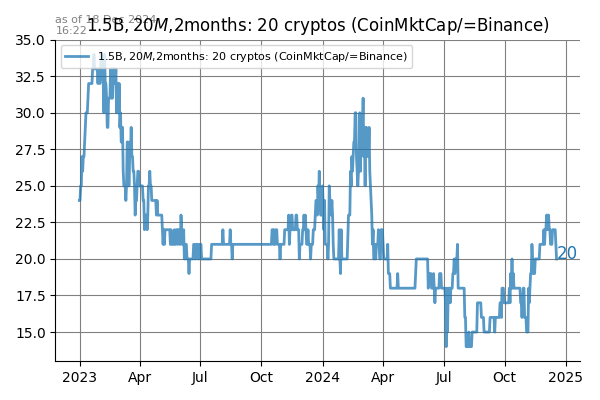 as of 18 Dec 2024
16:22
1.5B,20M,2months: 20 cryptos (CoinMktCap/=Binance)
1.5B,20M,2months: 20 cryptos (CoinMktCap/=Binance)
35.0
32.5
30.0
27.5
25.0
22.5
20.0
17.5
15.0
20
2023 Apr Jul Oct 2024 Apr Jul Oct 2025